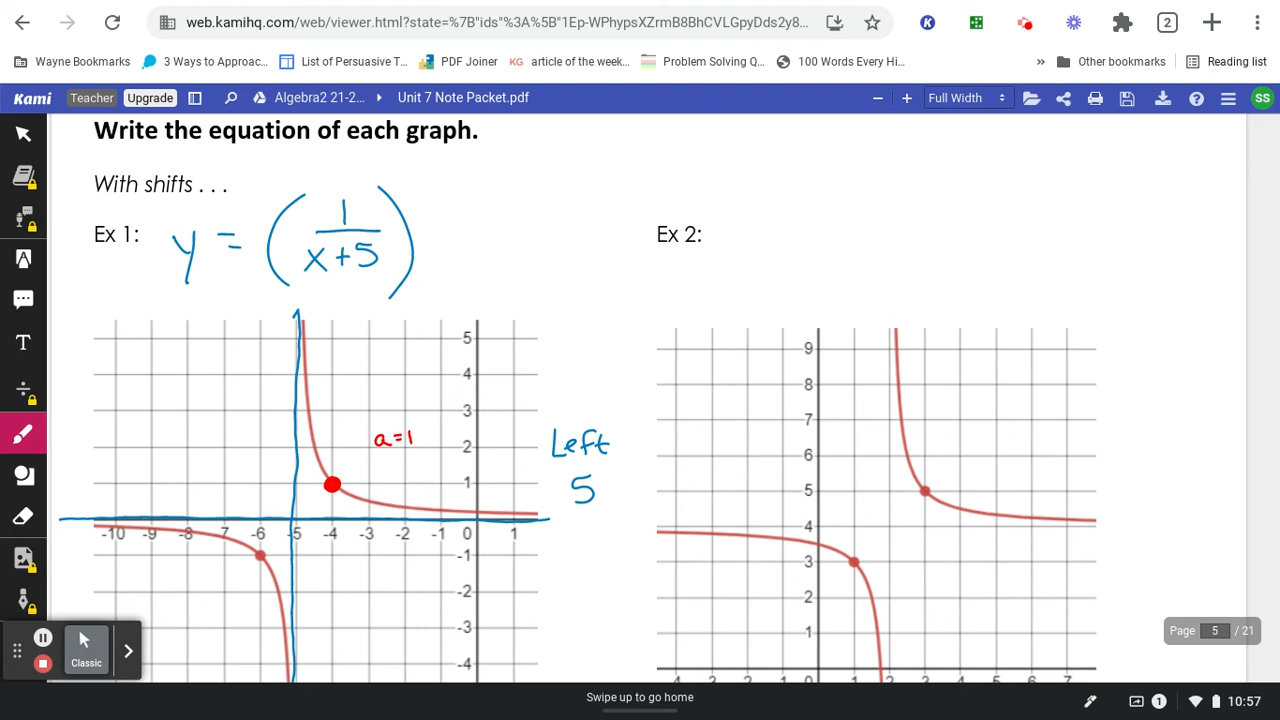 web.kamihq.com/web/viewer.html?state=%7B"ids"%3A%5B"1Ep-WPhypsXZrmB8BhCVLGpyDds2y8...
2
Wayne Bookmarks
3 Ways to Approac...
List of Persuasive T...
PDF Joiner
KG article of the week...
Problem Solving Q...
100 Words Every Hi...
»
Other bookmarks
Reading list
Kami
Teacher
Upgrade
Algebra2 21-2...
Unit 7 Note Packet.pdf
Full Width
SS
Write the equation of each graph.
With shifts . . .
Ex 1:
y = (1/(x+5))
Ex 2:
5
4
3
2
1
-10 -9 -8 -7 -6 -5 -4 -3 -2 -1 0 1
-1
-2
-3
-4
a=1
Left
5
9
8
7
6
5
4
3
2
1
Page 5 / 21
Classic
Swipe up to go home
1
10:57